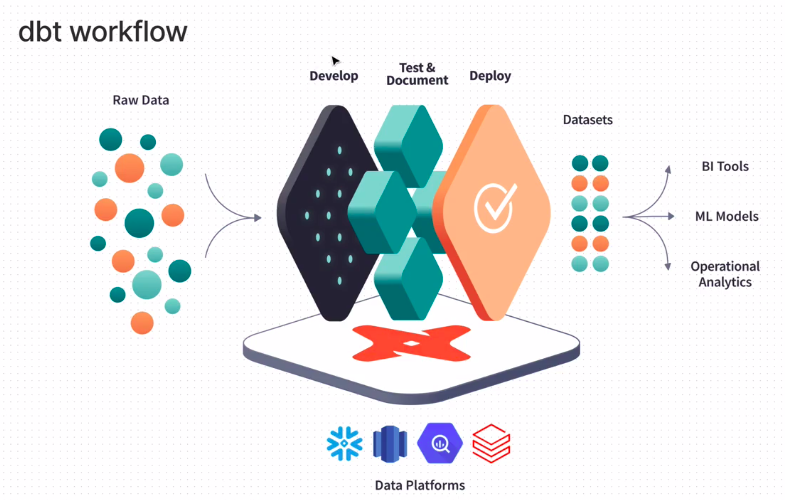 dbt workflow
Develop
Test &
Document
Deploy
Raw Data
Datasets
BI Tools
ML Models
Operational
Analytics
Data Platforms